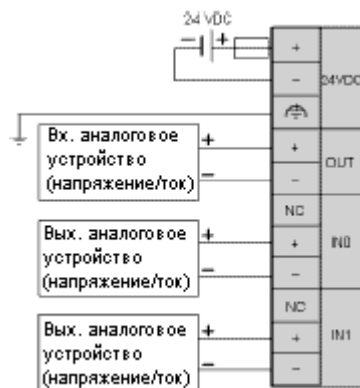 24 VDC
− +
+
−
24VDC
Вх. аналоговое
устройство
(напряжение/ток)
+
−
+
−
OUT
Вых. аналоговое
устройство
(напряжение/ток)
+
−
NC
+
−
IN0
Вых. аналоговое
устройство
(напряжение/ток)
+
−
NC
+
−
IN1